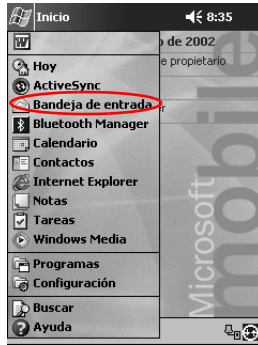 Inicio
8:35
de 2002
e propietario
Hoy
ActiveSync
Bandeja de entrada
Bluetooth Manager
Calendario
Contactos
Internet Explorer
Notas
Tareas
Windows Media
Programas
Configuración
Buscar
Ayuda
Microsoft
mobile